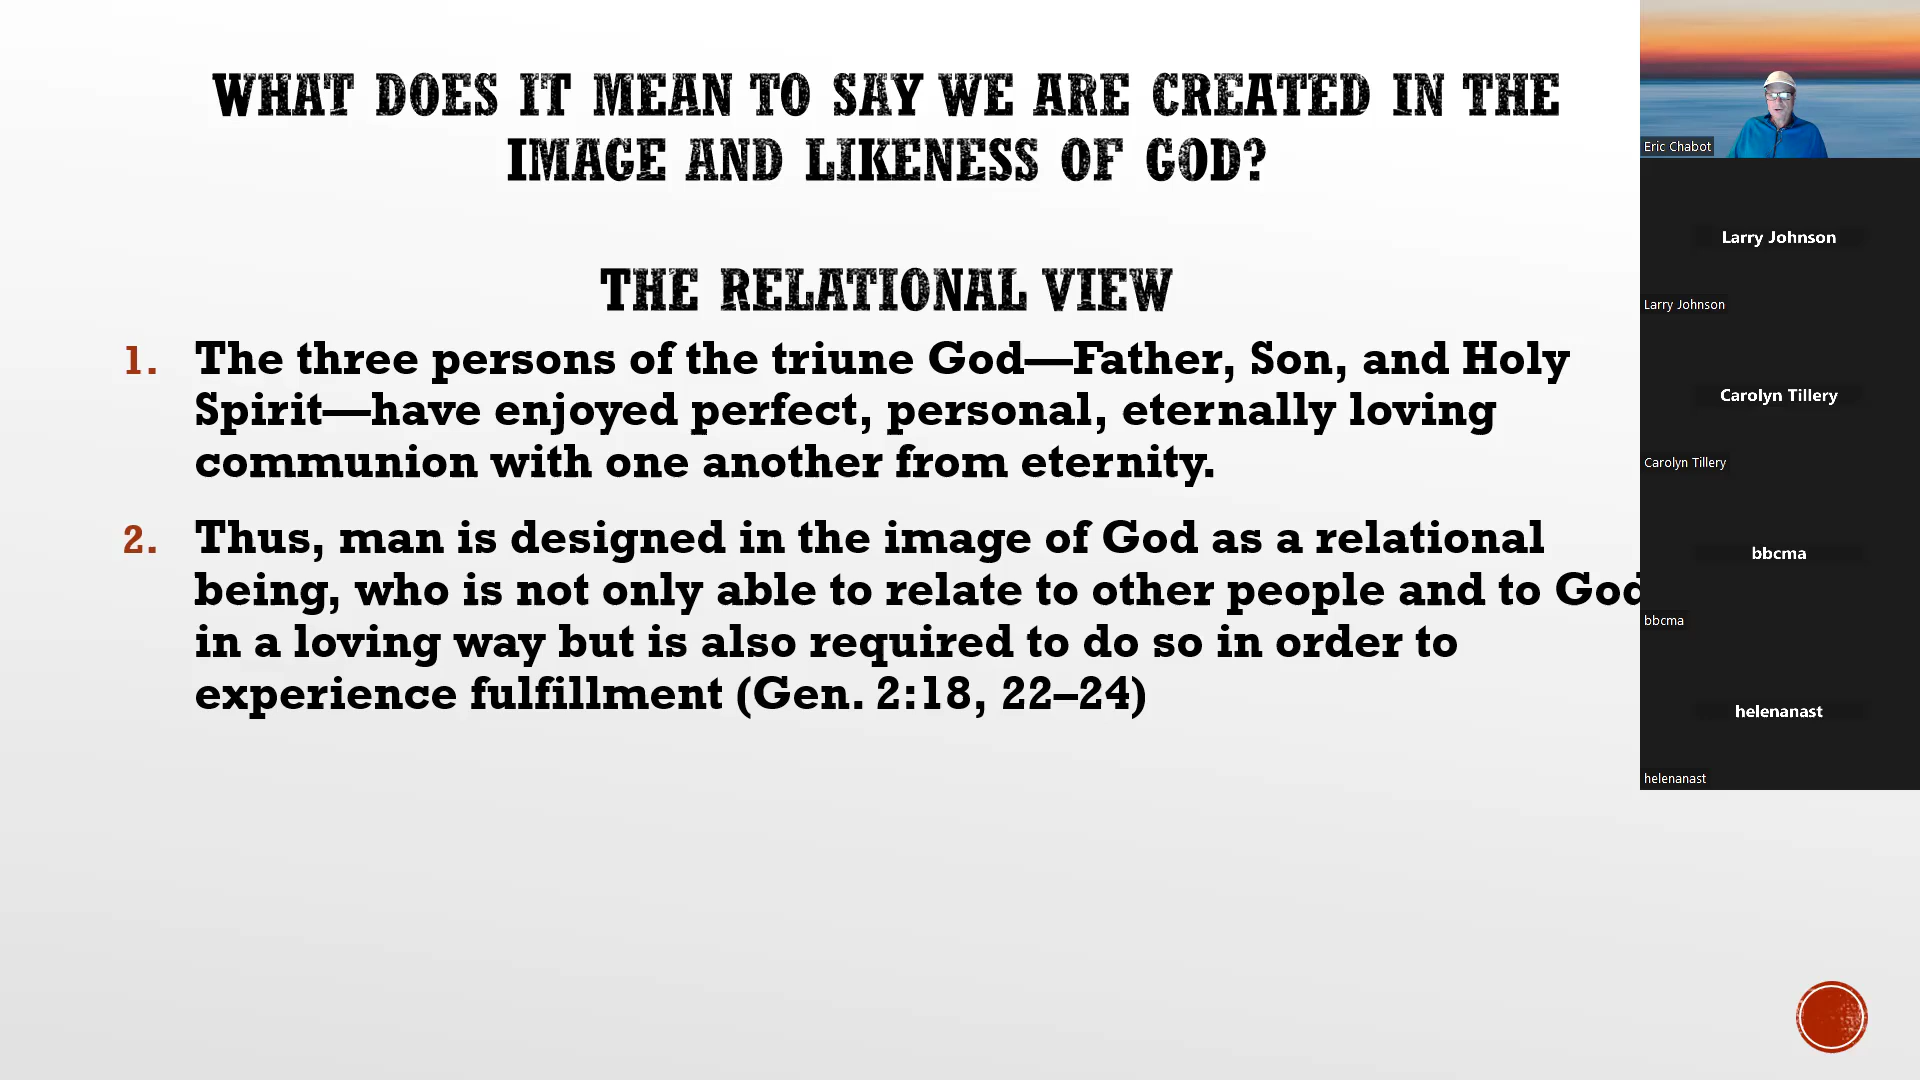 WHAT DOES IT MEAN TO SAY WE ARE CREATED IN THE
IMAGE AND LIKENESS OF GOD?
THE RELATIONAL VIEW
1. The three persons of the triune God—Father, Son, and Holy
Spirit—have enjoyed perfect, personal, eternally loving
communion with one another from eternity.
2. Thus, man is designed in the image of God as a relational
being, who is not only able to relate to other people and to God
in a loving way but is also required to do so in order to
experience fulfillment (Gen. 2:18, 22–24)
Eric Chabot
Larry Johnson
Larry Johnson
Carolyn Tillery
Carolyn Tillery
bbcma
bbcma
helenanast
helenanast